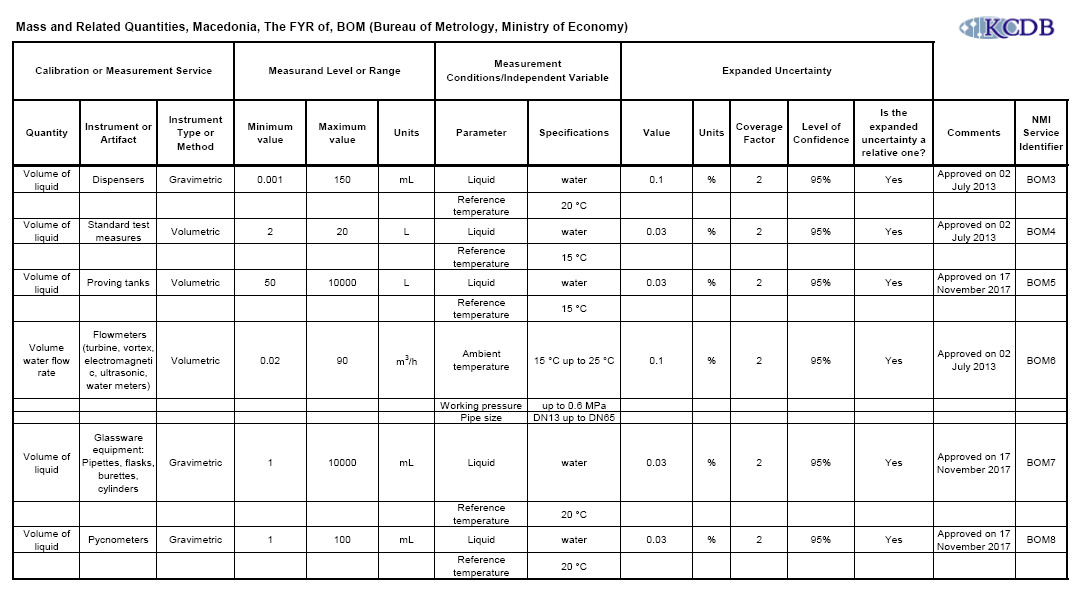 Mass and Related Quantities, Macedonia, The FYR of, BOM (Bureau of Metrology, Ministry of Economy)
KCDB
Calibration or Measurement Service
Measurand Level or Range
Measurement
Conditions/Independent Variable
Expanded Uncertainty
Quantity
Instrument or
Artifact
Instrument
Type or
Method
Minimum
value
Maximum
value
Units
Parameter
Specifications
Value
Units
Coverage
Factor
Level of
Confidence
Is the
expanded
uncertainty a
relative one?
Comments
NMI
Service
Identifier
Volume of
liquid
Dispensers
Gravimetric
0.001
150
mL
Liquid
water
0.1
%
2
95%
Yes
Approved on 02
July 2013
BOM3
Reference
temperature
20 °C
Volume of
liquid
Standard test
measures
Volumetric
2
20
L
Liquid
water
0.03
%
2
95%
Yes
Approved on 02
July 2013
BOM4
Reference
temperature
15 °C
Volume of
liquid
Proving tanks
Volumetric
50
10000
L
Liquid
water
0.03
%
2
95%
Yes
Approved on 17
November 2017
BOM5
Reference
temperature
15 °C
Volume
water flow
rate
Flowmeters
(turbine, vortex,
electromagneti
c, ultrasonic,
water meters)
Volumetric
0.02
90
m³/h
Ambient
temperature
15 °C up to 25 °C
0.1
%
2
95%
Yes
Approved on 02
July 2013
BOM6
Working pressure
up to 0.6 MPa
Pipe size
DN13 up to DN65
Volume of
liquid
Glassware
equipment:
Pipettes, flasks,
burettes,
cylinders
Gravimetric
1
10000
mL
Liquid
water
0.03
%
2
95%
Yes
Approved on 17
November 2017
BOM7
Reference
temperature
20 °C
Volume of
liquid
Pycnometers
Gravimetric
1
100
mL
Liquid
water
0.03
%
2
95%
Yes
Approved on 17
November 2017
BOM8
Reference
temperature
20 °C